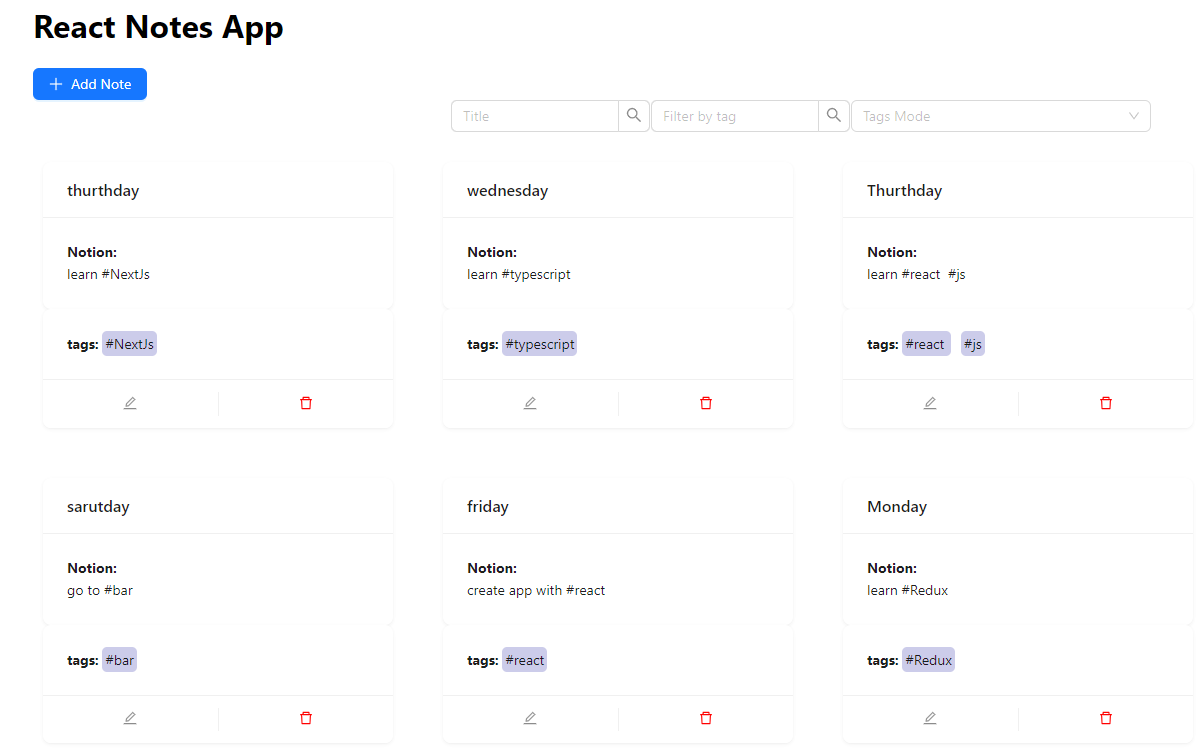 React Notes App
Add Note
Title
Filter by tag
Tags Mode
thurthday
Notion:
learn #NextJs
tags: #NextJs
wednesday
Notion:
learn #typescript
tags: #typescript
Thurthday
Notion:
learn #react #js
tags: #react #js
sarutday
Notion:
go to #bar
tags: #bar
friday
Notion:
create app with #react
tags: #react
Monday
Notion:
learn #Redux
tags: #Redux